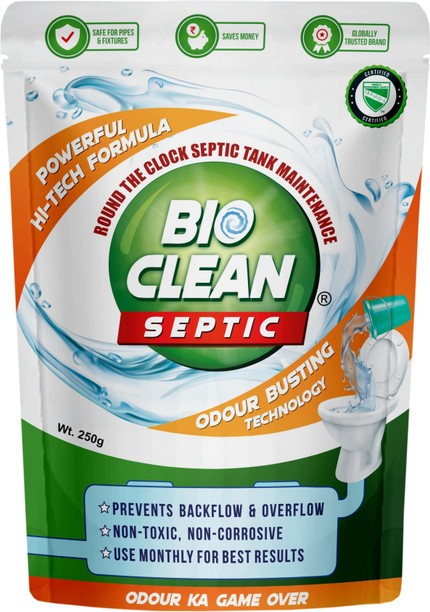 SAFE FOR PIPES
& FIXTURES
SAVES MONEY
GLOBALLY
TRUSTED BRAND
CERTIFIED
CERTIFIED
POWERFUL
HI-TECH FORMULA
ROUND THE CLOCK SEPTIC TANK MAINTENANCE
BIO
CLEAN
SEPTIC
®
ODOUR BUSTING
TECHNOLOGY
Wt. 250g
PREVENTS BACKFLOW & OVERFLOW
NON-TOXIC, NON-CORROSIVE
USE MONTHLY FOR BEST RESULTS
ODOUR KA GAME OVER